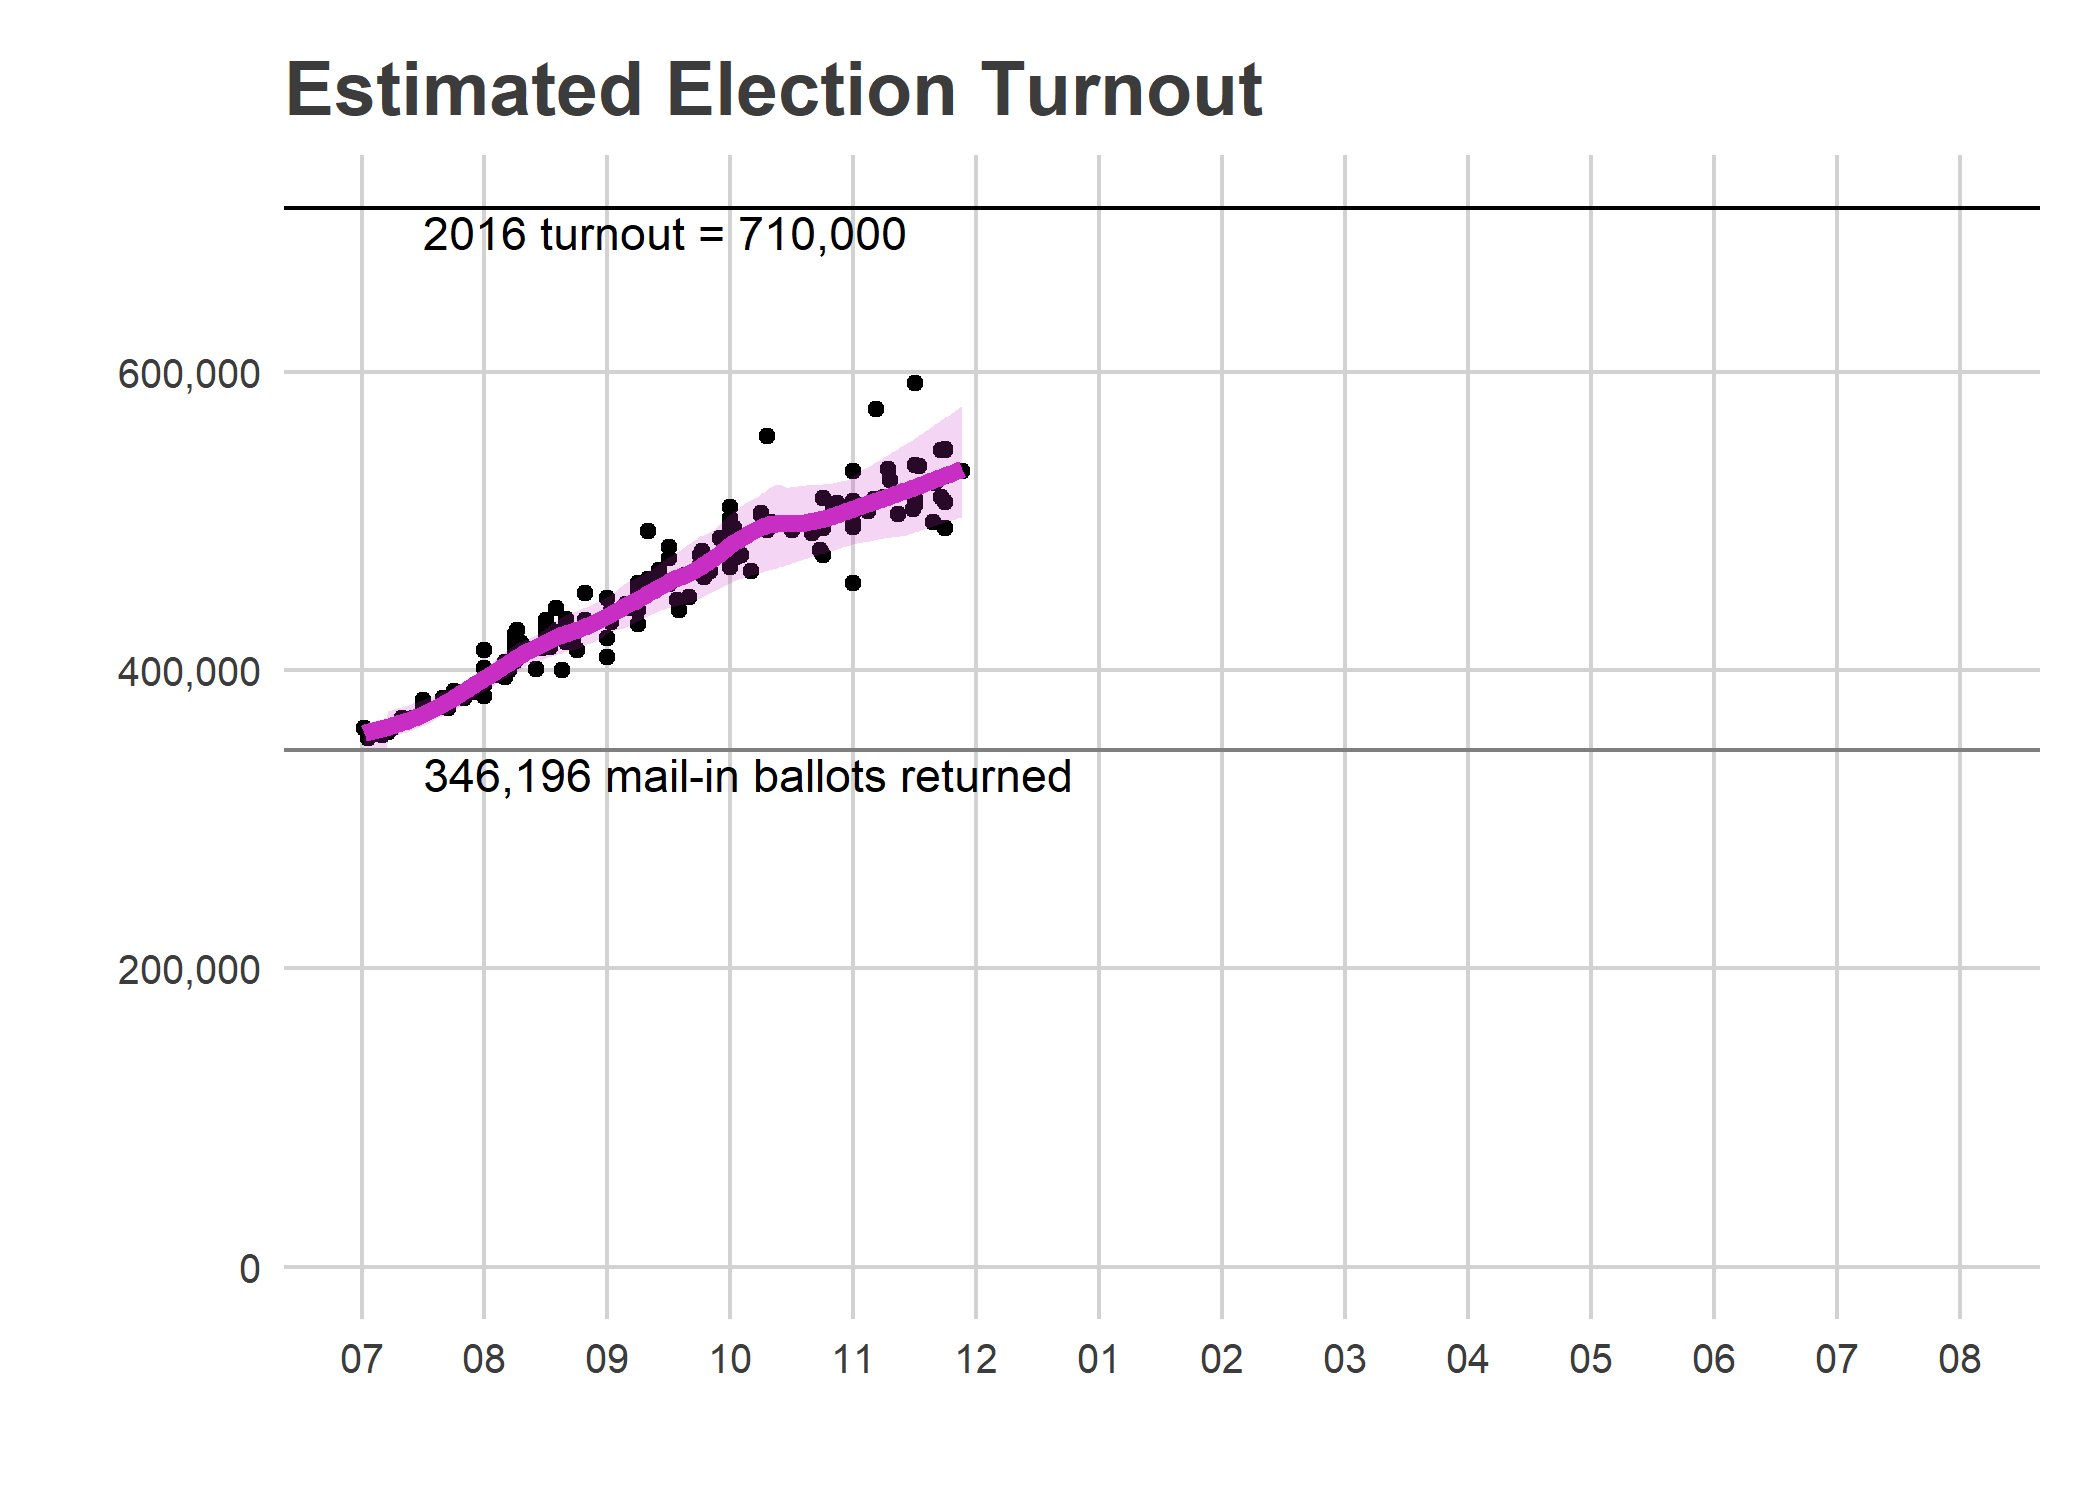 Estimated Election Turnout
2016 turnout = 710,000
600,000
400,000
346,196 mail-in ballots returned
200,000
0
07 08 09 10 11 12 01 02 03 04 05 06 07 08